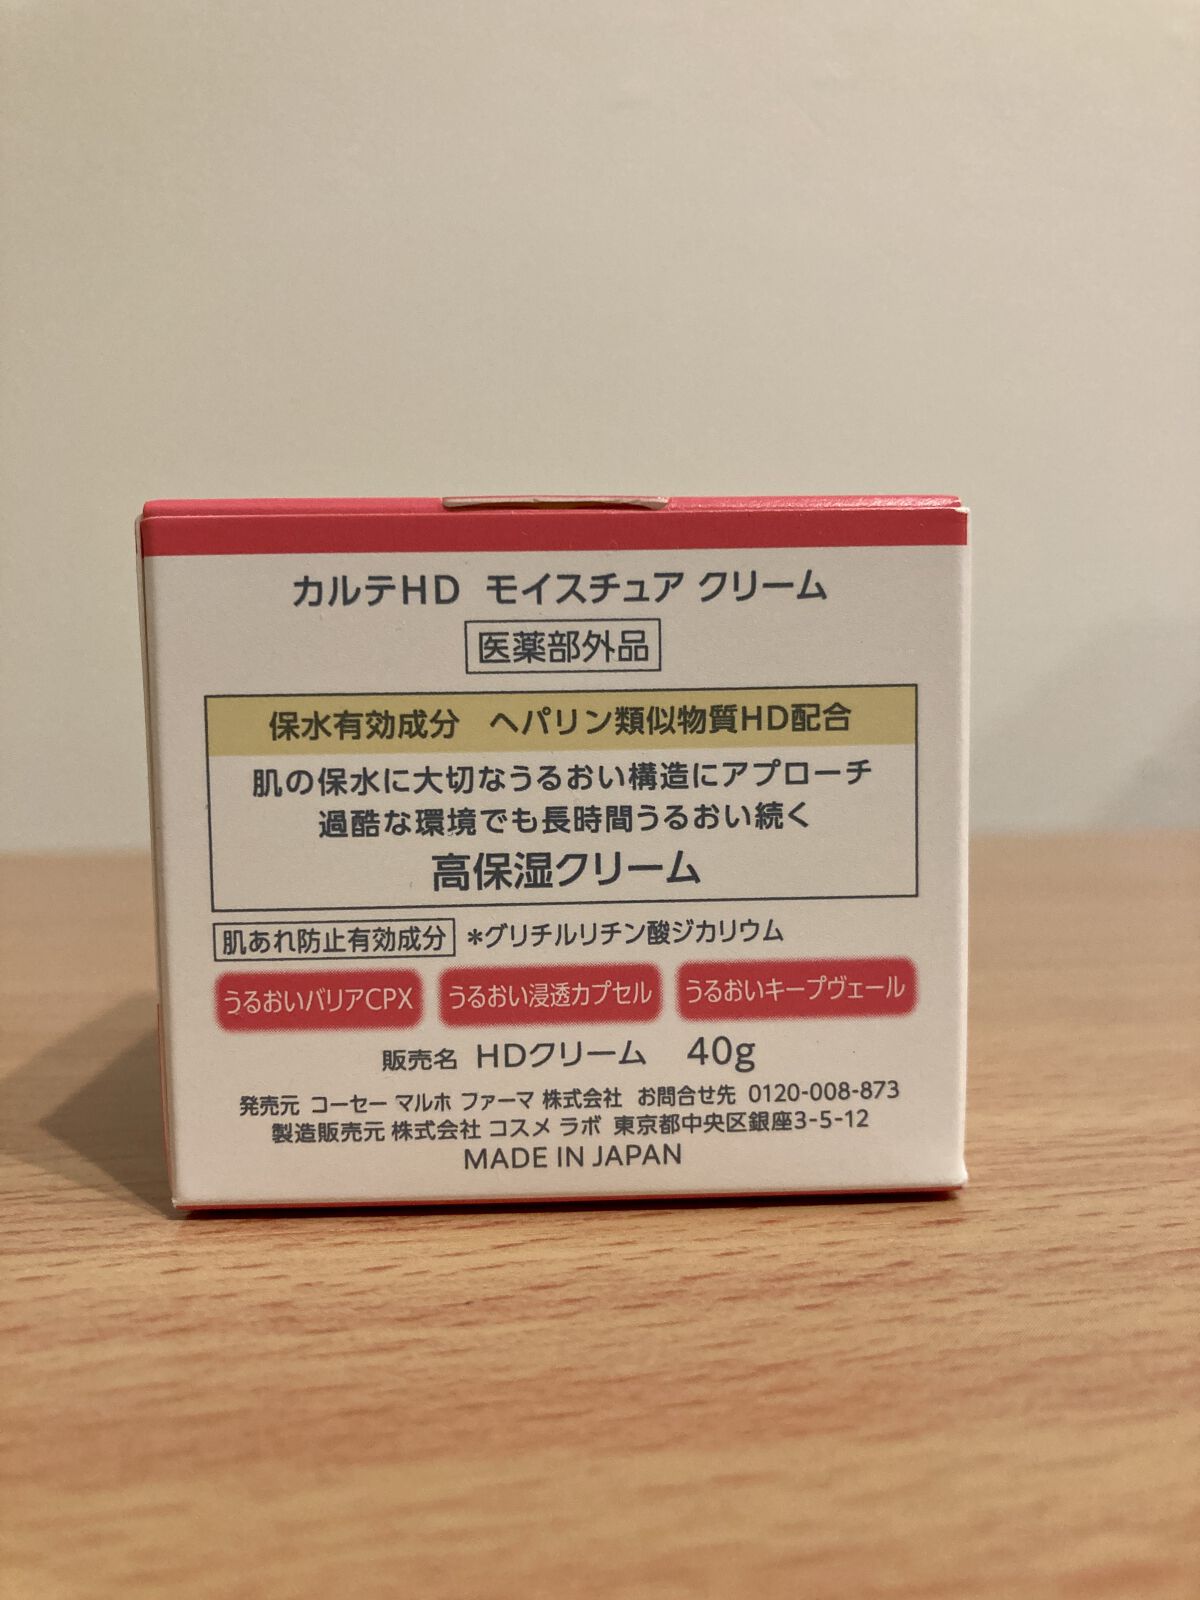 カルテHD モイスチュア クリーム
医薬部外品
保水有効成分 ヘパリン類似物質HD配合
肌の保水に大切なうるおい構造にアプローチ
過酷な環境でも長時間うるおい続く
高保湿クリーム
肌あれ防止有効成分 *グリチルリチン酸ジカリウム
うるおいバリアCPX うるおい浸透カプセル うるおいキープヴェール
販売名 HDクリーム 40g
発売元 コーセー マルホ ファーマ 株式会社 お問合せ先 0120-008-873
製造販売元 株式会社 コスメ ラボ 東京都中央区銀座3-5-12
MADE IN JAPAN